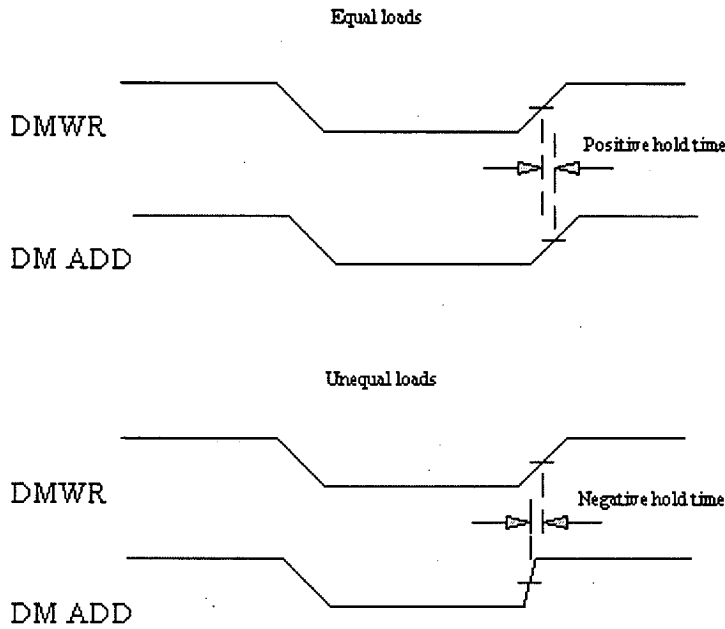 Equal loads
DMWR
Positive hold time
DM ADD
Unequal loads
DMWR
Negative hold time
DM ADD